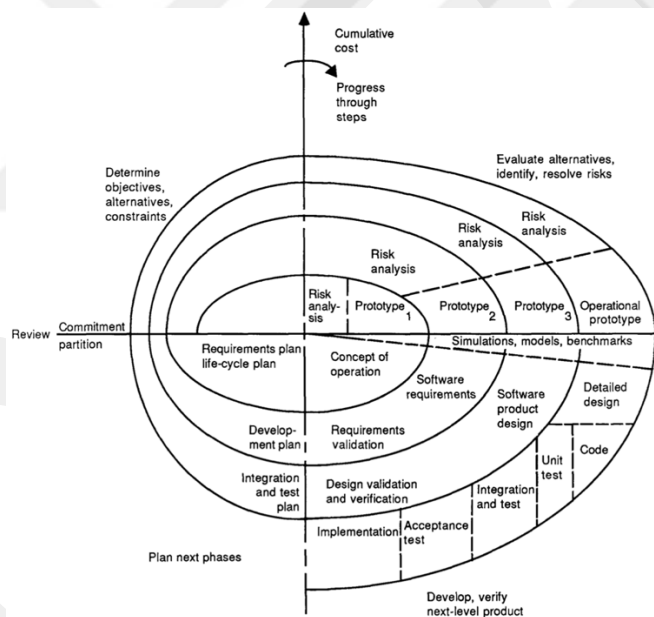 Cumulative
cost
Progress
through
steps
Determine
objectives,
alternatives,
constraints
Evaluate alternatives,
identify, resolve risks
Risk
analysis
Risk
analysis
Risk
analysis
Risk
analy-
sis
Prototype
1
Prototype
2
Prototype
3
Operational
prototype
Review
Commitment
partition
Simulations, models, benchmarks
Requirements plan
life-cycle plan
Concept of
operation
Software
requirements
Software
product
design
Detailed
design
Develop-
ment plan
Requirements
validation
Integration
and test
plan
Design validation
and verification
Code
Unit
test
Integration
and test
Acceptance
test
Implementation
Plan next phases
Develop, verify
next-level product